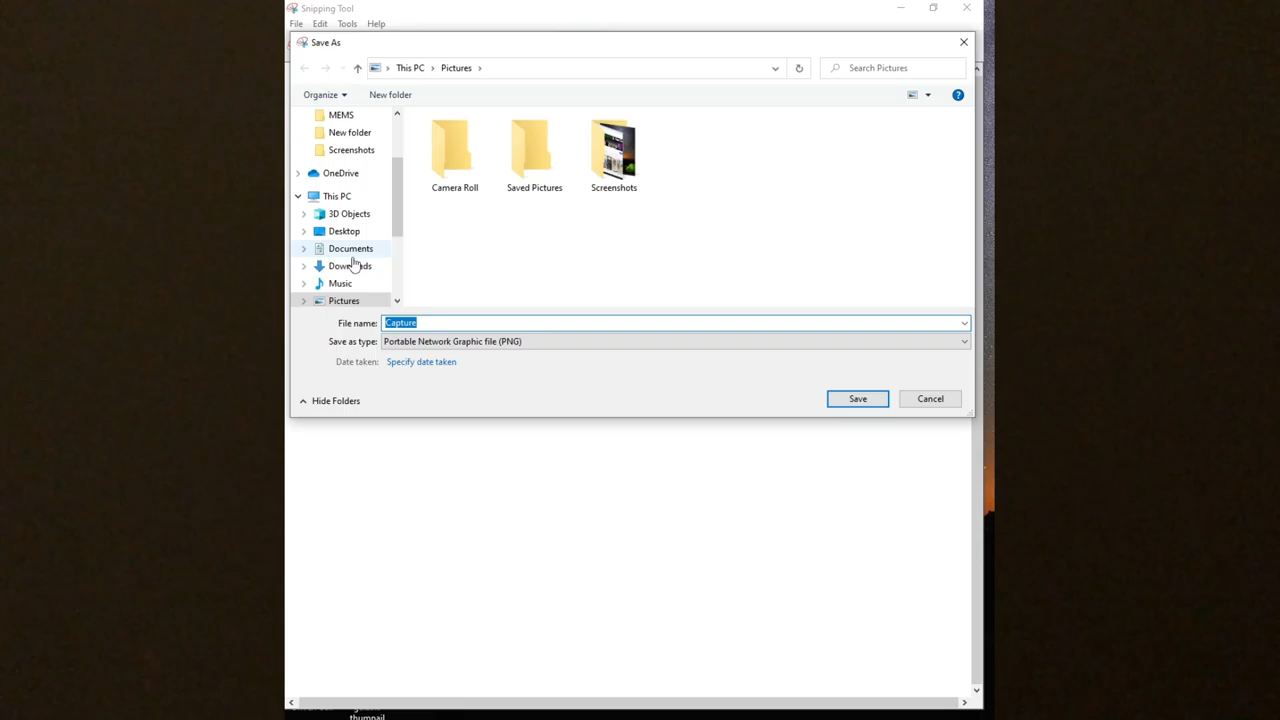 Snipping Tool
File Edit Tools Help
Save As
This PC > Pictures >
Search Pictures
Organize New folder
MEMS
New folder
Screenshots
OneDrive
This PC
3D Objects
Desktop
Documents
Downloads
Music
Pictures
Camera Roll Saved Pictures Screenshots
File name: Capture
Save as type: Portable Network Graphic file (PNG)
Date taken: Specify date taken
Hide Folders
Save Cancel
thumpnail